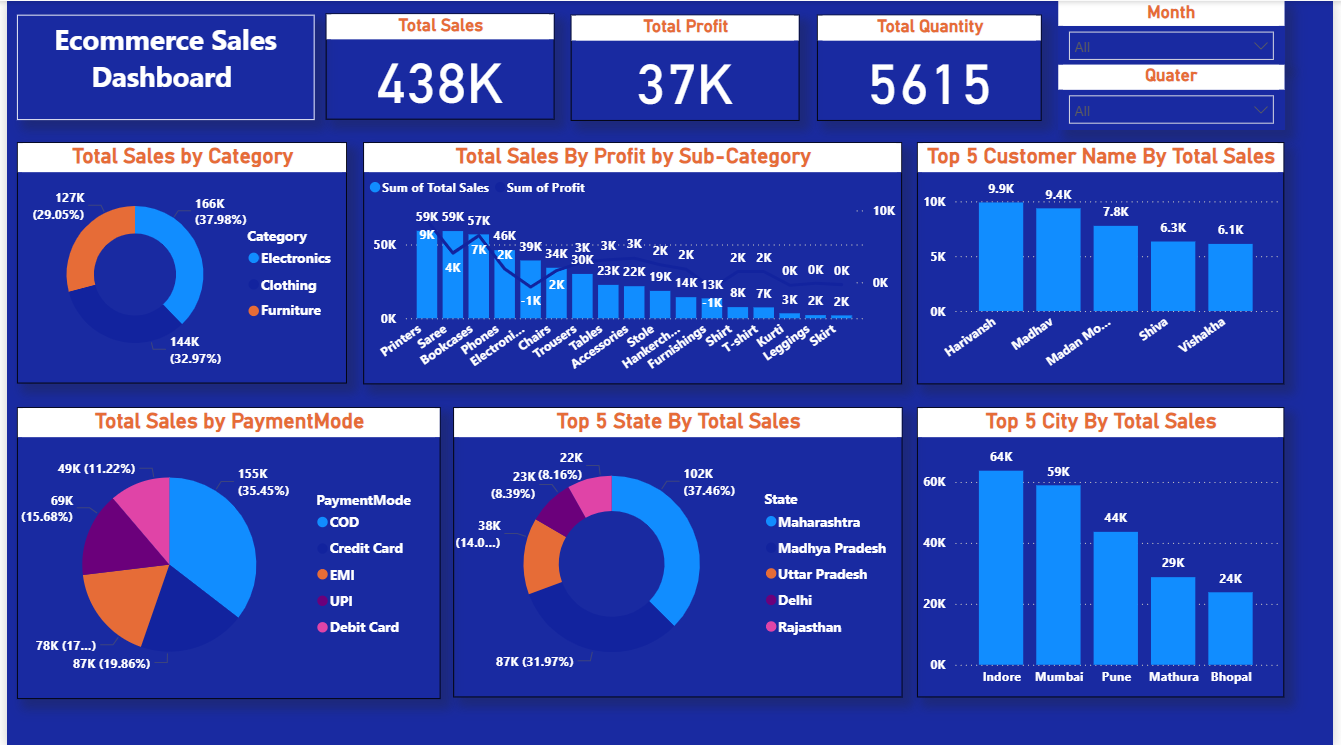 Ecommerce Sales
Dashboard
Total Sales
438K
Total Profit
37K
Total Quantity
5615
Month
All
Quater
All
Total Sales by Category
127K
(29.05%)
166K
(37.98%)
144K
(32.97%)
Category
Electronics
Clothing
Furniture
Total Sales By Profit by Sub-Category
Sum of Total Sales Sum of Profit
50K
0K
10K
0K
59K 59K 57K 46K 39K 34K 30K 23K 22K 19K 14K 13K 8K 7K 3K 2K 2K
9K 4K 7K 2K -1K 2K 3K 3K 3K 2K 2K -1K 2K 2K 0K 0K 0K
Printers
Saree
Bookcases
Phones
Electroni...
Chairs
Trousers
Tables
Accessories
Stole
Hankerch...
Furnishings
Shirt
T-shirt
Kurti
Leggings
Skirt
Top 5 Customer Name By Total Sales
10K
5K
0K
9.9K 9.4K 7.8K 6.3K 6.1K
Harivansh
Madhav
Madan Mo...
Shiva
Vishakha
Total Sales by PaymentMode
49K (11.22%)
155K
(35.45%)
69K
(15.68%)
78K (17...)
87K (19.86%)
PaymentMode
COD
Credit Card
EMI
UPI
Debit Card
Top 5 State By Total Sales
22K
(8.16%)
23K
(8.39%)
102K
(37.46%)
38K
(14.0...)
87K (31.97%)
State
Maharashtra
Madhya Pradesh
Uttar Pradesh
Delhi
Rajasthan
Top 5 City By Total Sales
60K
40K
20K
0K
64K 59K 44K 29K 24K
Indore Mumbai Pune Mathura Bhopal